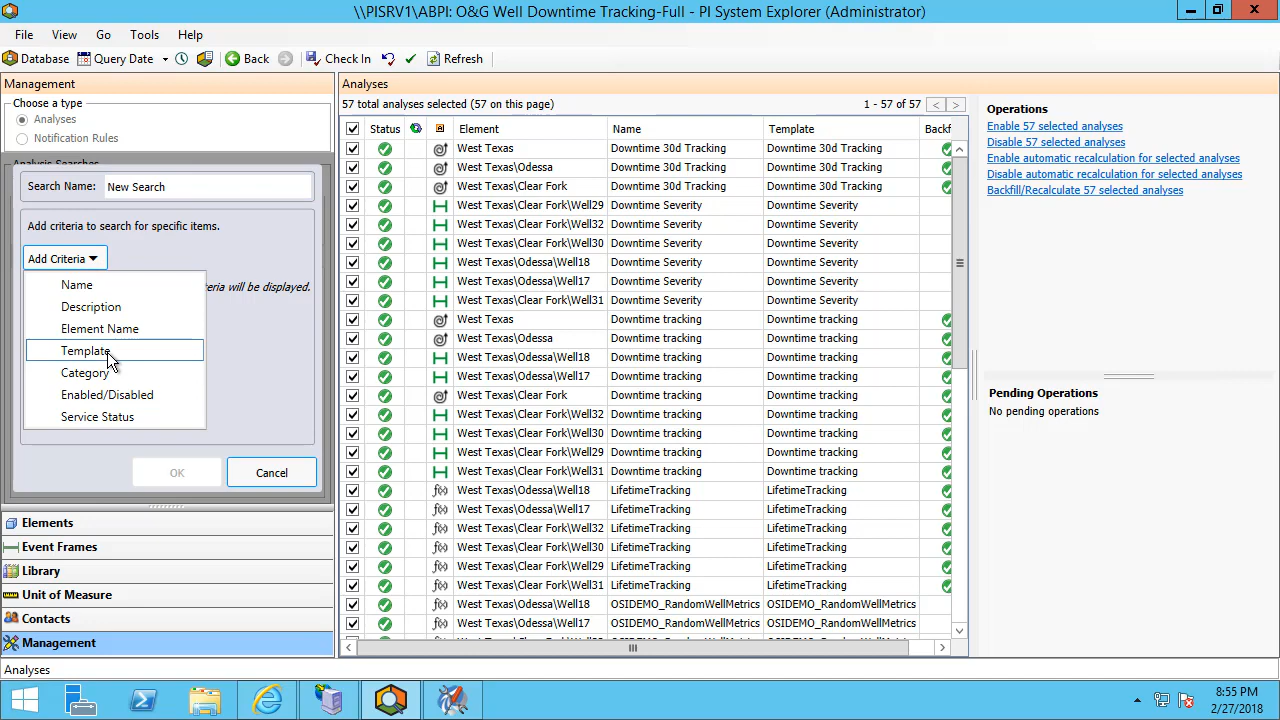 \\PISRV1\ABPI: O&G Well Downtime Tracking-Full - PI System Explorer (Administrator)
File View Go Tools Help
Database Query Date Back Check In Refresh
Management
Choose a type
Analyses
Notification Rules
Analysis Searches
Search Name: New Search
Add criteria to search for specific items.
Add Criteria
eria will be displayed.
Name
Description
Element Name
Template
Category
Enabled/Disabled
Service Status
OK Cancel
Elements
Event Frames
Library
Unit of Measure
Contacts
Management
Analyses
57 total analyses selected (57 on this page) 1 - 57 of 57 < >
Status Element Name Template Backf
West Texas Downtime 30d Tracking Downtime 30d Tracking
West Texas\Odessa Downtime 30d Tracking Downtime 30d Tracking
West Texas\Clear Fork Downtime 30d Tracking Downtime 30d Tracking
West Texas\Clear Fork\Well29 Downtime Severity Downtime Severity
West Texas\Clear Fork\Well32 Downtime Severity Downtime Severity
West Texas\Clear Fork\Well30 Downtime Severity Downtime Severity
West Texas\Odessa\Well18 Downtime Severity Downtime Severity
West Texas\Odessa\Well17 Downtime Severity Downtime Severity
West Texas\Clear Fork\Well31 Downtime Severity Downtime Severity
West Texas Downtime tracking Downtime tracking
West Texas\Odessa Downtime tracking Downtime tracking
West Texas\Odessa\Well18 Downtime tracking Downtime tracking
West Texas\Odessa\Well17 Downtime tracking Downtime tracking
West Texas\Clear Fork Downtime tracking Downtime tracking
West Texas\Clear Fork\Well32 Downtime tracking Downtime tracking
West Texas\Clear Fork\Well30 Downtime tracking Downtime tracking
West Texas\Clear Fork\Well29 Downtime tracking Downtime tracking
West Texas\Clear Fork\Well31 Downtime tracking Downtime tracking
f(x) West Texas\Odessa\Well18 LifetimeTracking LifetimeTracking
f(x) West Texas\Odessa\Well17 LifetimeTracking LifetimeTracking
f(x) West Texas\Clear Fork\Well32 LifetimeTracking LifetimeTracking
f(x) West Texas\Clear Fork\Well30 LifetimeTracking LifetimeTracking
f(x) West Texas\Clear Fork\Well29 LifetimeTracking LifetimeTracking
f(x) West Texas\Clear Fork\Well31 LifetimeTracking LifetimeTracking
f(x) West Texas\Odessa\Well18 OSIDEMO_RandomWellMetrics OSIDEMO_RandomWellMetrics
f(x) West Texas\Odessa\Well17 OSIDEMO_RandomWellMetrics OSIDEMO_RandomWellMetrics
Operations
Enable 57 selected analyses
Disable 57 selected analyses
Enable automatic recalculation for selected analyses
Disable automatic recalculation for selected analyses
Backfill/Recalculate 57 selected analyses
Pending Operations
No pending operations
Analyses
8:55 PM
2/27/2018